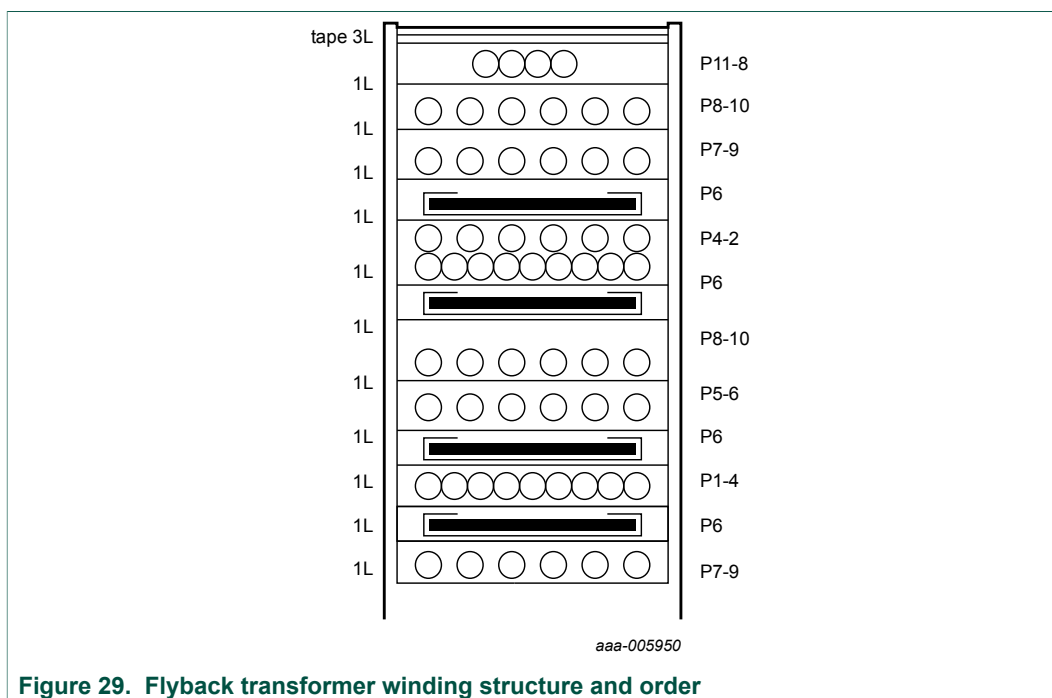 tape 3L
P11-8
1L
P8-10
1L
P7-9
1L
P6
1L
P4-2
1L
P6
1L
P8-10
1L
P5-6
1L
P6
1L
P1-4
1L
P6
1L
P7-9
aaa-005950
Figure 29. Flyback transformer winding structure and order